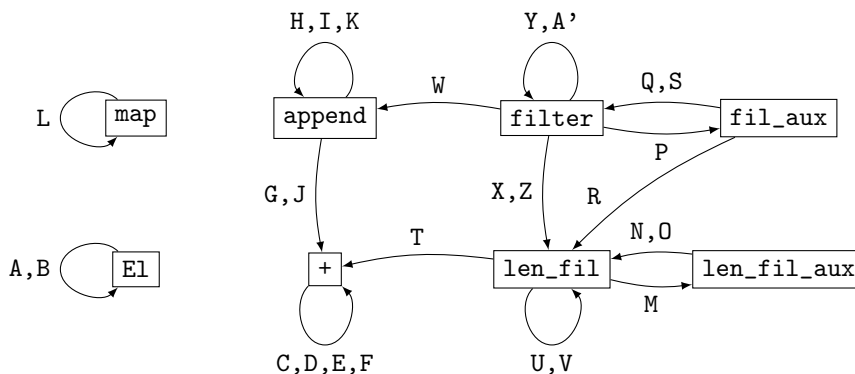 H,I,K
Y,A'
L
map
append
W
filter
Q,S
fil_aux
P
G,J
X,Z
R
A,B
El
+
T
len_fil
N,O
len_fil_aux
M
C,D,E,F
U,V